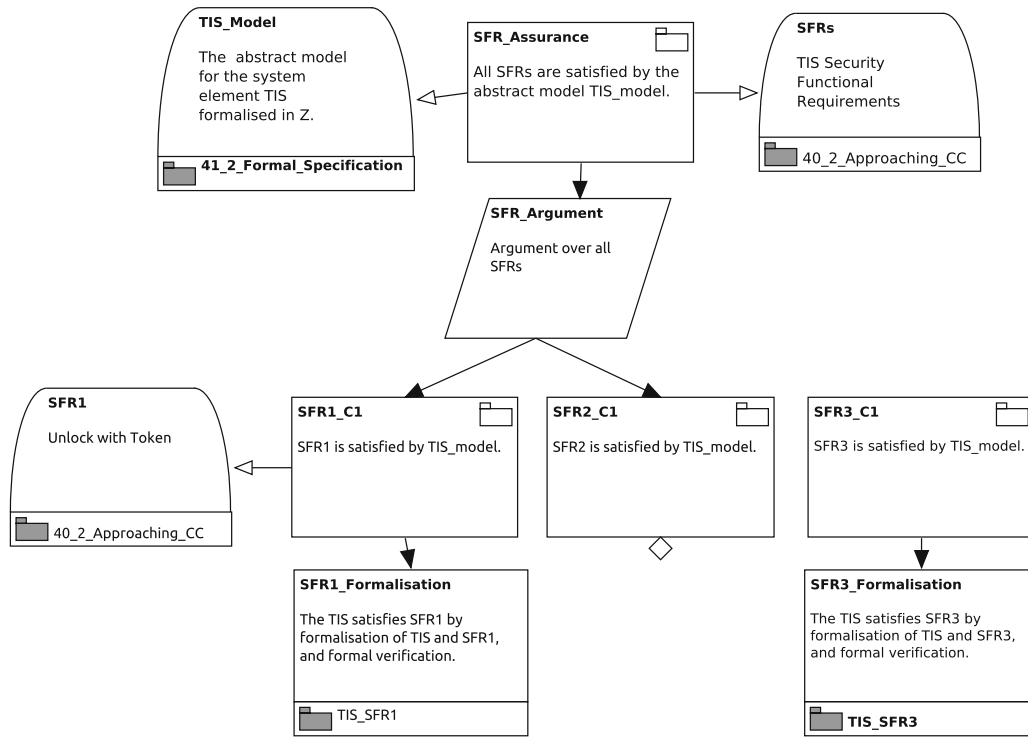 TIS_Model
The abstract model
for the system
element TIS
formalised in Z.
41_2_Formal_Specification
SFR_Assurance
All SFRs are satisfied by the
abstract model TIS_model.
SFRs
TIS Security
Functional
Requirements
40_2_Approaching_CC
SFR_Argument
Argument over all
SFRs
SFR1
Unlock with Token
40_2_Approaching_CC
SFR1_C1
SFR1 is satisfied by TIS_model.
SFR2_C1
SFR2 is satisfied by TIS_model.
SFR3_C1
SFR3 is satisfied by TIS_model.
SFR1_Formalisation
The TIS satisfies SFR1 by
formalisation of TIS and SFR1,
and formal verification.
TIS_SFR1
SFR3_Formalisation
The TIS satisfies SFR3 by
formalisation of TIS and SFR3,
and formal verification.
TIS_SFR3